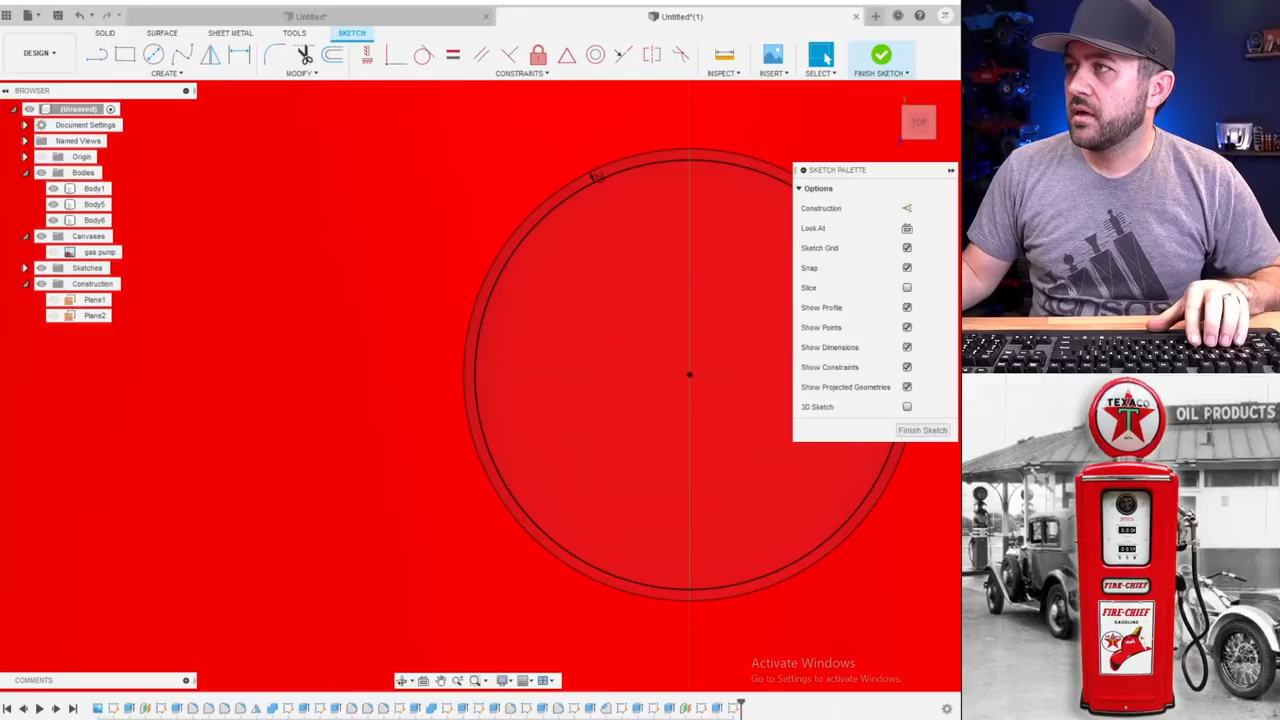 Untitled*
Untitled*(1)
JT
DESIGN
SOLID
SURFACE
SHEET METAL
TOOLS
SKETCH
CREATE
MODIFY
CONSTRAINTS
INSPECT
INSERT
SELECT
FINISH SKETCH
BROWSER
(Unsaved)
Document Settings
Named Views
Origin
Bodies
Body1
Body5
Body6
Canvases
gas pump
Sketches
Construction
Plane1
Plane2
TOP
SKETCH PALETTE
Options
Construction
Look At
Sketch Grid
Snap
Slice
Show Profile
Show Points
Show Dimensions
Show Constraints
Show Projected Geometries
3D Sketch
Finish Sketch
Activate Windows
Go to Settings to activate Windows.
COMMENTS
TEXACO
T
OIL PRODUCTS
FIRE-CHIEF
FIRE-CHIEF
GASOLINE